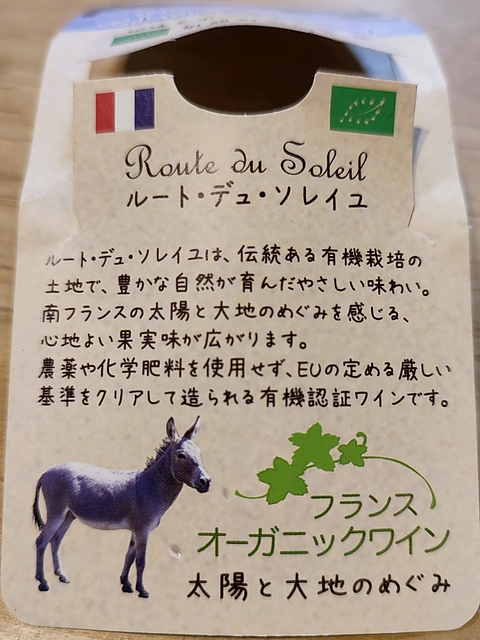 Route du Soleil
ルート・デュ・ソレイユ
ルート・デュ・ソレイユは、伝統ある有機栽培の
土地で、豊かな自然が育んだやさしい味わい。
南フランスの太陽と大地のめぐみを感じる、
心地よい果実味が広がります。
農薬や化学肥料を使用せず、EUの定める厳しい
基準をクリアして造られる有機認証ワインです。
フランス
オーガニックワイン
太陽と大地のめぐみ